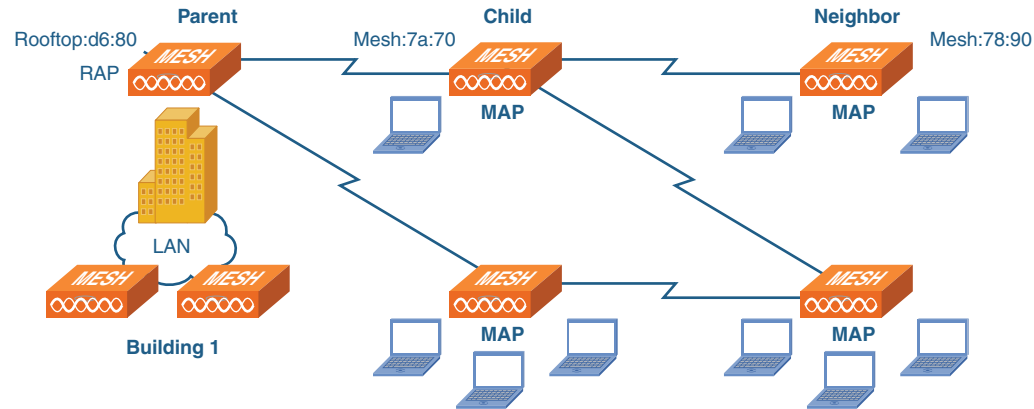 Parent
Child
Neighbor
Rooftop:d6:80
MESH
Mesh:7a:70
MESH
MESH
Mesh:78:90
RAP
MAP
MAP
LAN
MESH
MESH
MESH
MESH
MAP
MAP
Building 1